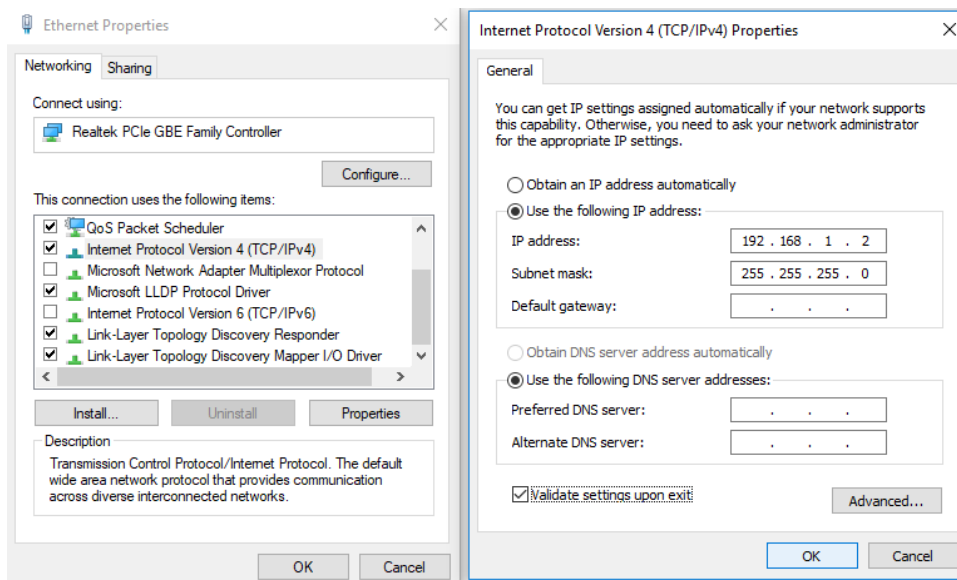 Ethernet Properties
Networking
Sharing
Connect using:
Realtek PCIe GBE Family Controller
Configure...
This connection uses the following items:
QoS Packet Scheduler
Internet Protocol Version 4 (TCP/IPv4)
Microsoft Network Adapter Multiplexor Protocol
Microsoft LLDP Protocol Driver
Internet Protocol Version 6 (TCP/IPv6)
Link-Layer Topology Discovery Responder
Link-Layer Topology Discovery Mapper I/O Driver
Install...
Uninstall
Properties
Description
Transmission Control Protocol/Internet Protocol. The default
wide area network protocol that provides communication
across diverse interconnected networks.
OK
Cancel
Internet Protocol Version 4 (TCP/IPv4) Properties
General
You can get IP settings assigned automatically if your network supports
this capability. Otherwise, you need to ask your network administrator
for the appropriate IP settings.
Obtain an IP address automatically
Use the following IP address:
IP address: 192 . 168 . 1 . 2
Subnet mask: 255 . 255 . 255 . 0
Default gateway: . . .
Obtain DNS server address automatically
Use the following DNS server addresses:
Preferred DNS server: . . .
Alternate DNS server: . . .
Validate settings upon exit
Advanced...
OK
Cancel